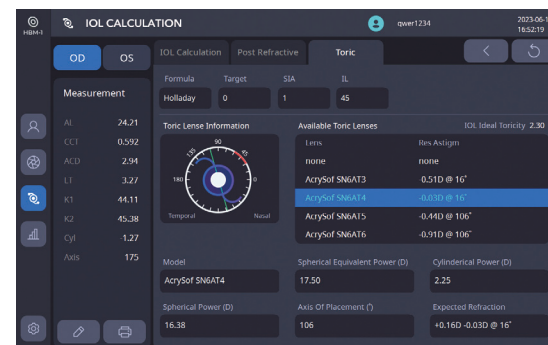 HBM-1
IOL CALCULATION
qwer1234
16:52:19
OD OS
IOL Calculation Post Refractive Toric
Formula Target SIA IL
Holladay 0 1 45
Measurement
AL 24.21
CCT 0.592
ACD 2.94
LT 3.27
K1 44.11
K2 45.38
Cyl -1.27
Axis 175
Toric Lense Information
90
135
45
180
0
Temporal Nasal
Available Toric Lenses IOL Ideal Toricity 2.30
Lens Res Astigm
none none
AcrySof SN6AT3 -0.51D @ 16°
AcrySof SN6AT4 -0.03D @ 16°
AcrySof SN6AT5 -0.44D @ 106°
AcrySof SN6AT6 -0.91D @ 106°
Model Spherical Equivalent Power (D) Cylinderical Power (D)
AcrySof SN6AT4 17.50 2.25
Spherical Power (D) Axis Of Placement (°) Expected Refraction
16.38 106 +0.16D -0.03D @ 16°